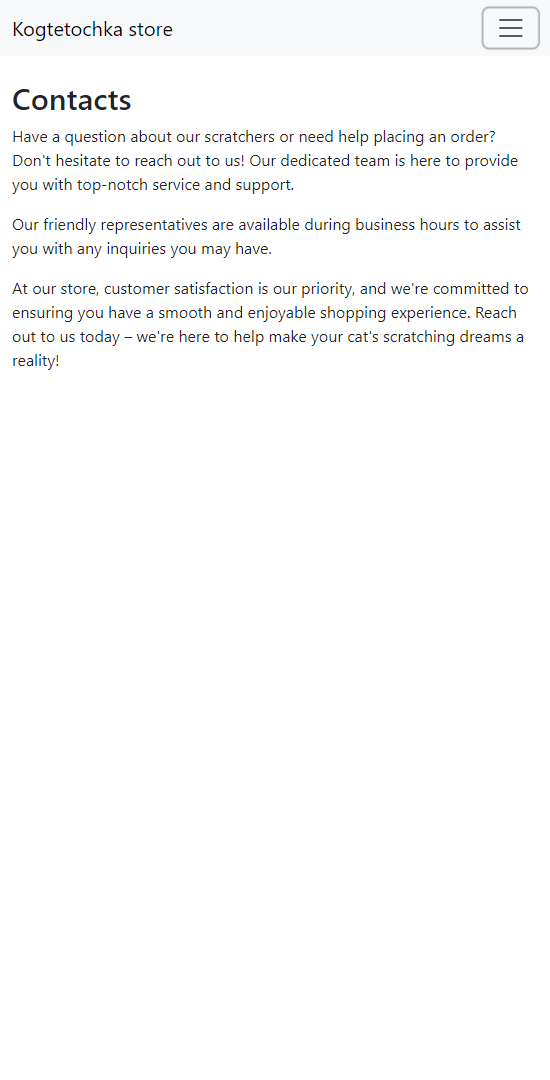 Kogtetochka store
Contacts
Have a question about our scratchers or need help placing an order?
Don't hesitate to reach out to us! Our dedicated team is here to provide
you with top-notch service and support.
Our friendly representatives are available during business hours to assist
you with any inquiries you may have.
At our store, customer satisfaction is our priority, and we're committed to
ensuring you have a smooth and enjoyable shopping experience. Reach
out to us today – we're here to help make your cat's scratching dreams a
reality!